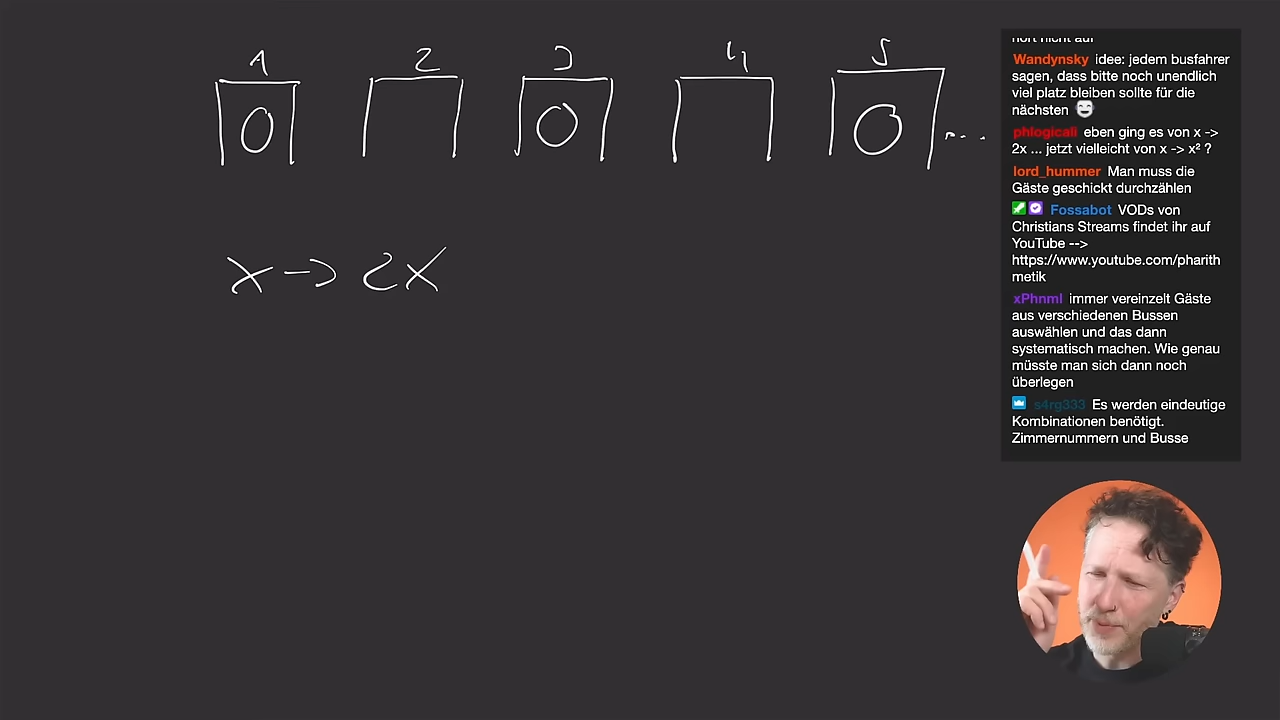 1 2 3 4 5
0 0 0 ...
x → 2x
hört nicht auf
Wandynsky idee: jedem busfahrer
sagen, dass bitte noch unendlich
viel platz bleiben sollte für die
nächsten
phlogicali eben ging es von x ->
2x ... jetzt vielleicht von x -> x² ?
lord_hummer Man muss die
Gäste geschickt durchzählen
Fossabot VODs von
Christians Streams findet ihr auf
YouTube -->
https://www.youtube.com/pharith
metik
xPhnml immer vereinzelt Gäste
aus verschiedenen Bussen
auswählen und das dann
systematisch machen. Wie genau
müsste man sich dann noch
überlegen
s4rg333 Es werden eindeutige
Kombinationen benötigt.
Zimmernummern und Busse